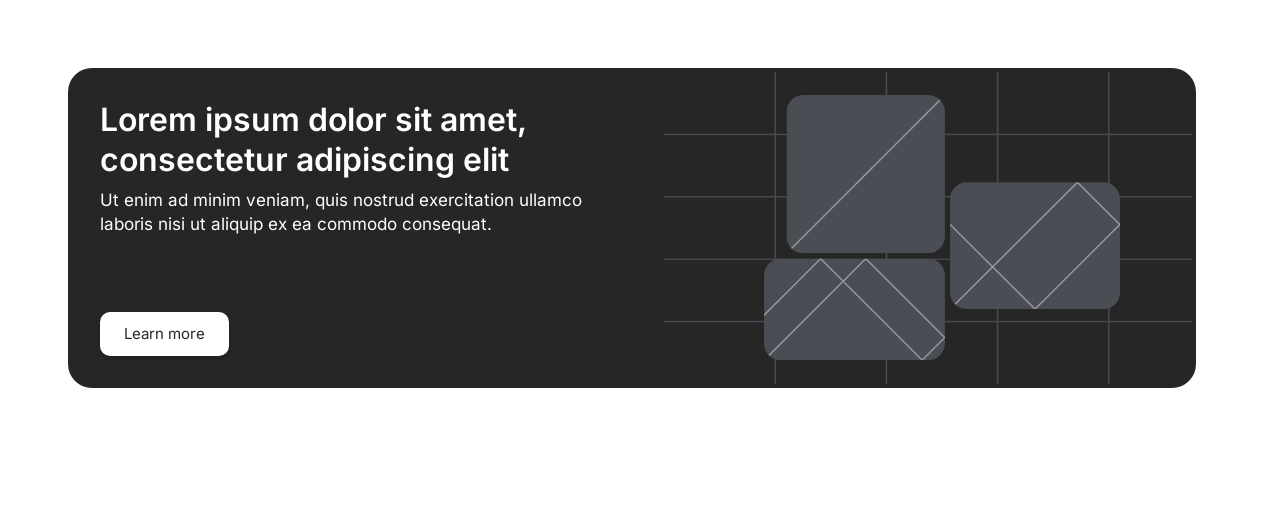 Lorem ipsum dolor sit amet,
consectetur adipiscing elit
Ut enim ad minim veniam, quis nostrud exercitation ullamco
laboris nisi ut aliquip ex ea commodo consequat.
Learn more